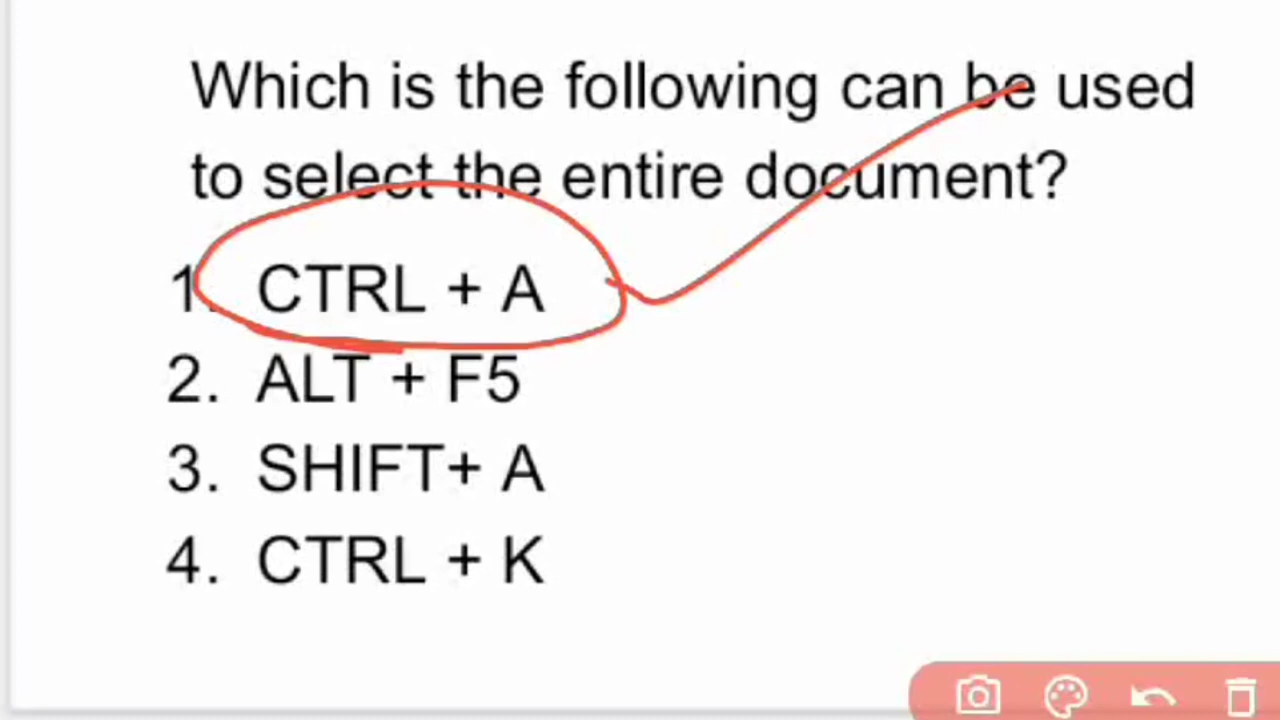 Which is the following can be used
to select the entire document?
1. CTRL + A
2. ALT + F5
3. SHIFT+ A
4. CTRL + K